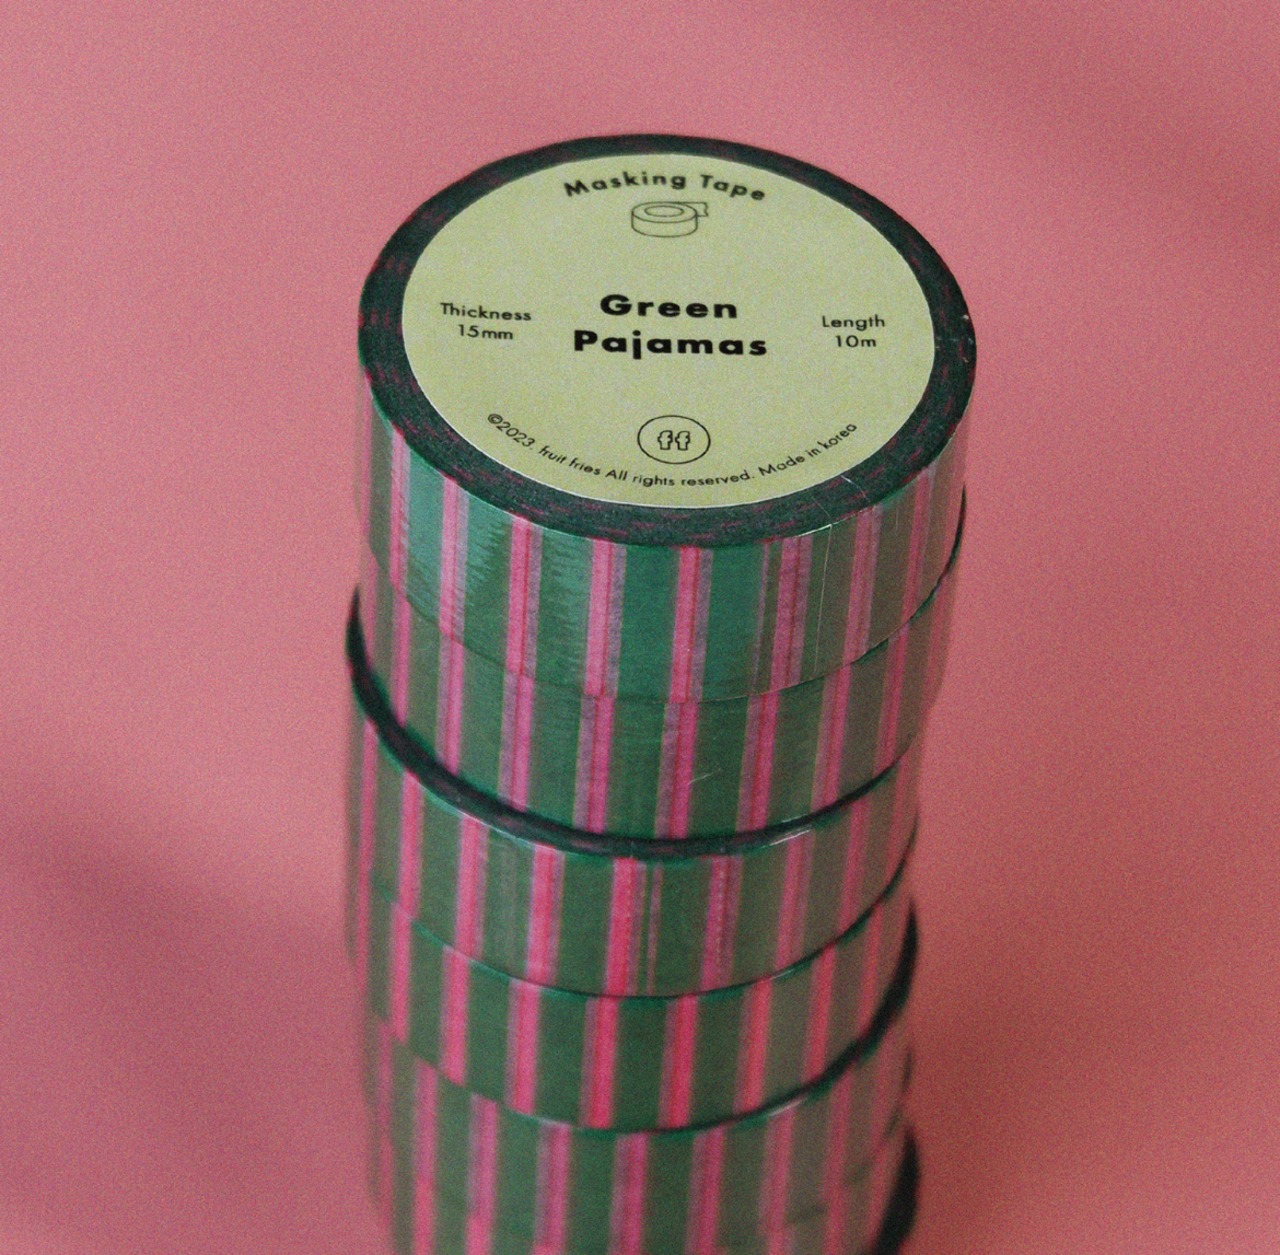 Masking Tape
Green
Pajamas
Thickness
15mm
Length
10m
ff
©2023. fruit fries All rights reserved. Made in korea